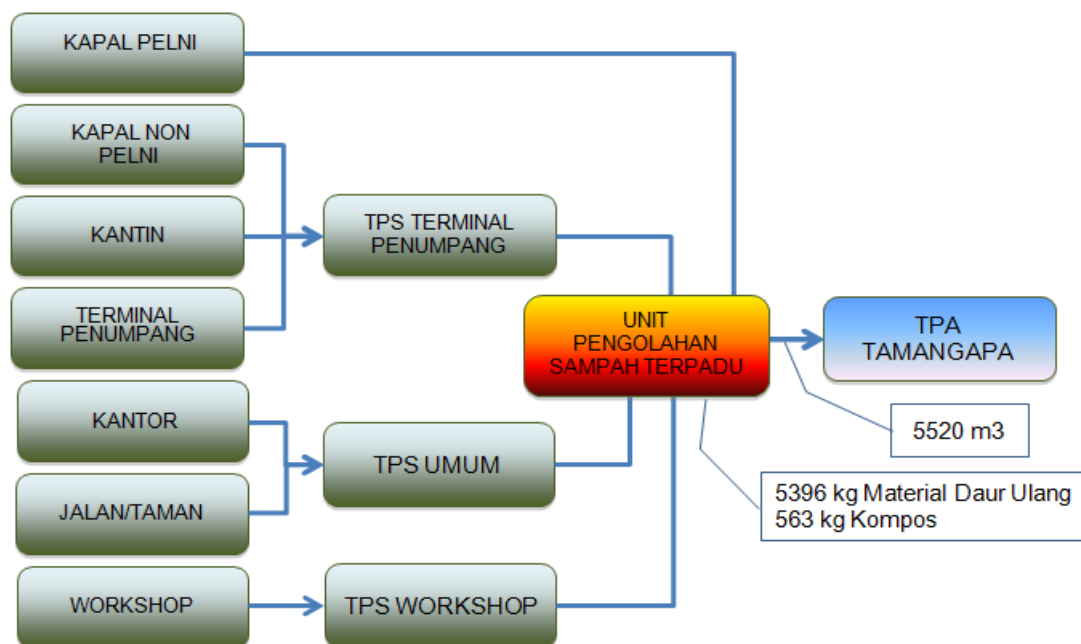 KAPAL PELNI
KAPAL NON
PELNI
KANTIN
TERMINAL
PENUMPANG
KANTOR
JALAN/TAMAN
WORKSHOP
TPS TERMINAL
PENUMPANG
TPS UMUM
TPS WORKSHOP
UNIT
PENGOLAHAN
SAMPAH TERPADU
TPA
TAMANGAPA
5520 m3
5396 kg Material Daur Ulang
563 kg Kompos